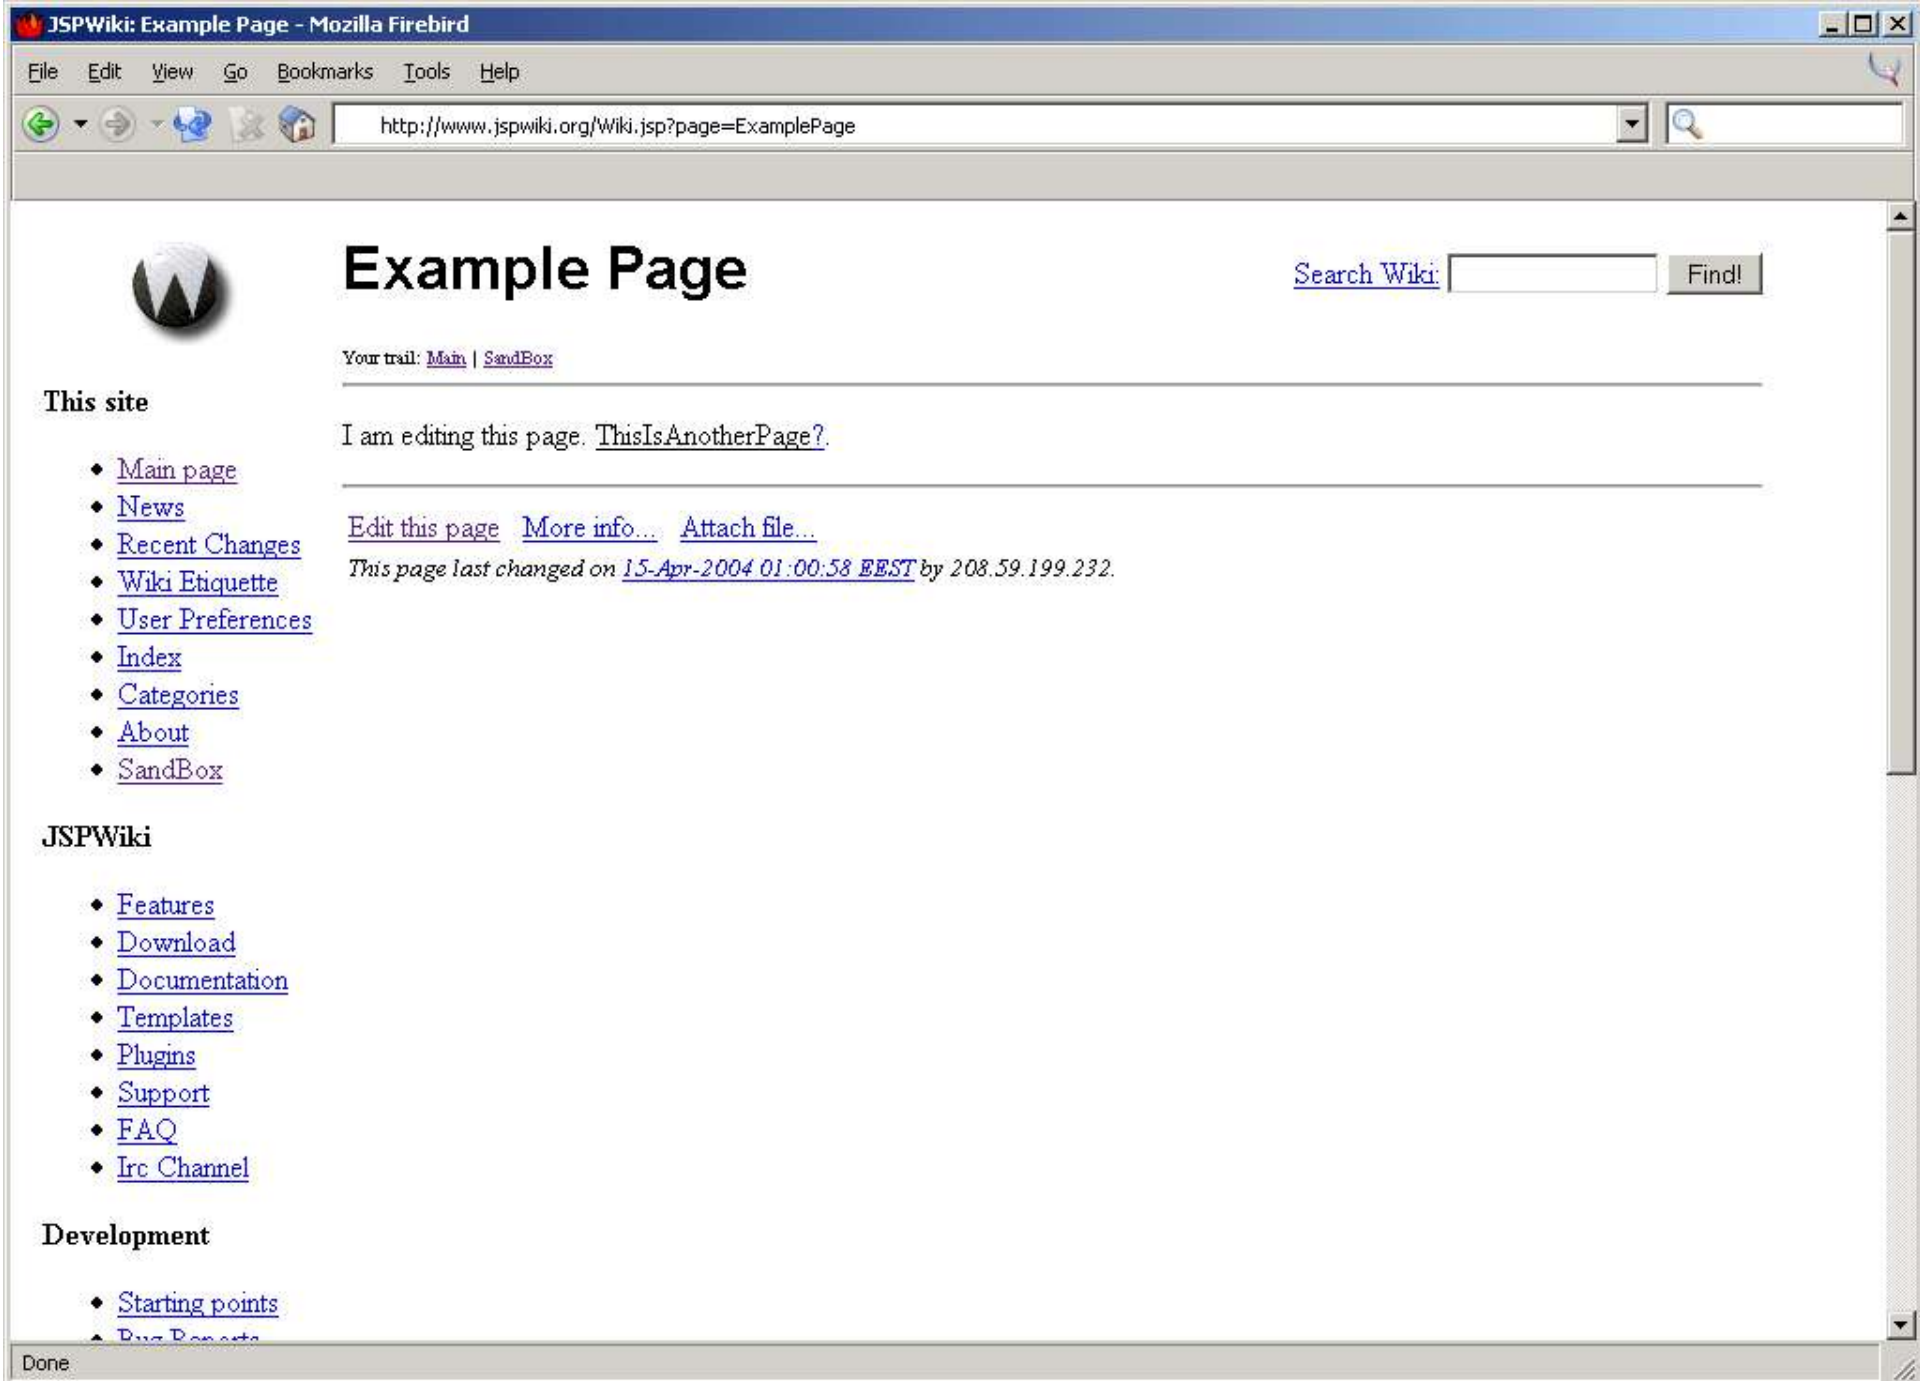 JSPWiki: Example Page - Mozilla Firebird
File Edit View Go Bookmarks Tools Help
http://www.jspwiki.org/Wiki.jsp?page=ExamplePage
Example Page
Search Wiki: Find!
Your trail: Main | SandBox
This site
Main page
News
Recent Changes
Wiki Etiquette
User Preferences
Index
Categories
About
SandBox
I am editing this page. ThisIsAnotherPage?.
Edit this page More info... Attach file...
This page last changed on 15-Apr-2004 01:00:58 EEST by 208.59.199.232.
JSPWiki
Features
Download
Documentation
Templates
Plugins
Support
FAQ
Irc Channel
Development
Starting points
Bug Reports
Done